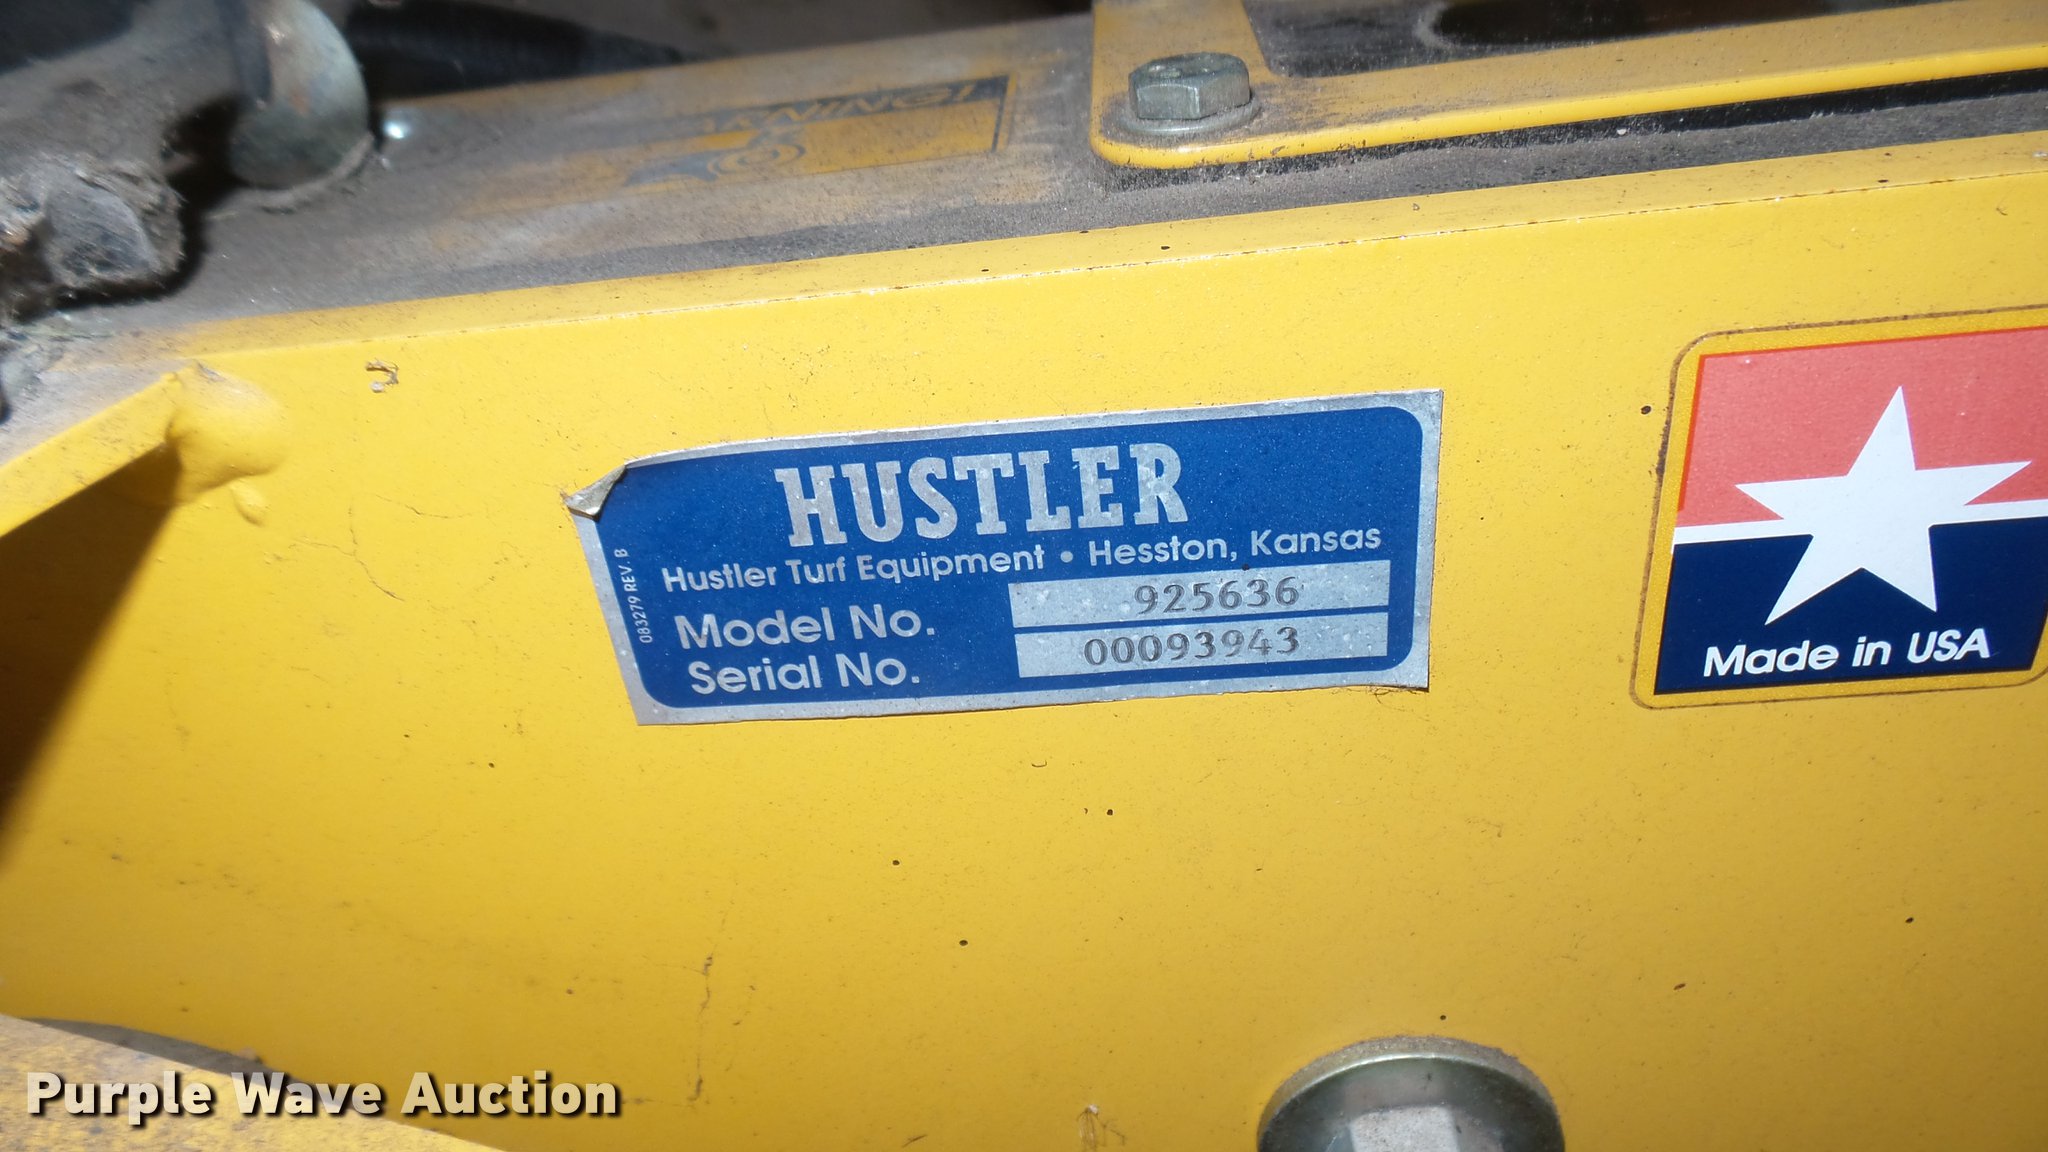 HUSTLER
Hustler Turf Equipment • Hesston, Kansas
Model No. 925636
Serial No. 00093943
083279 REV. B
Made in USA
Purple Wave Auction